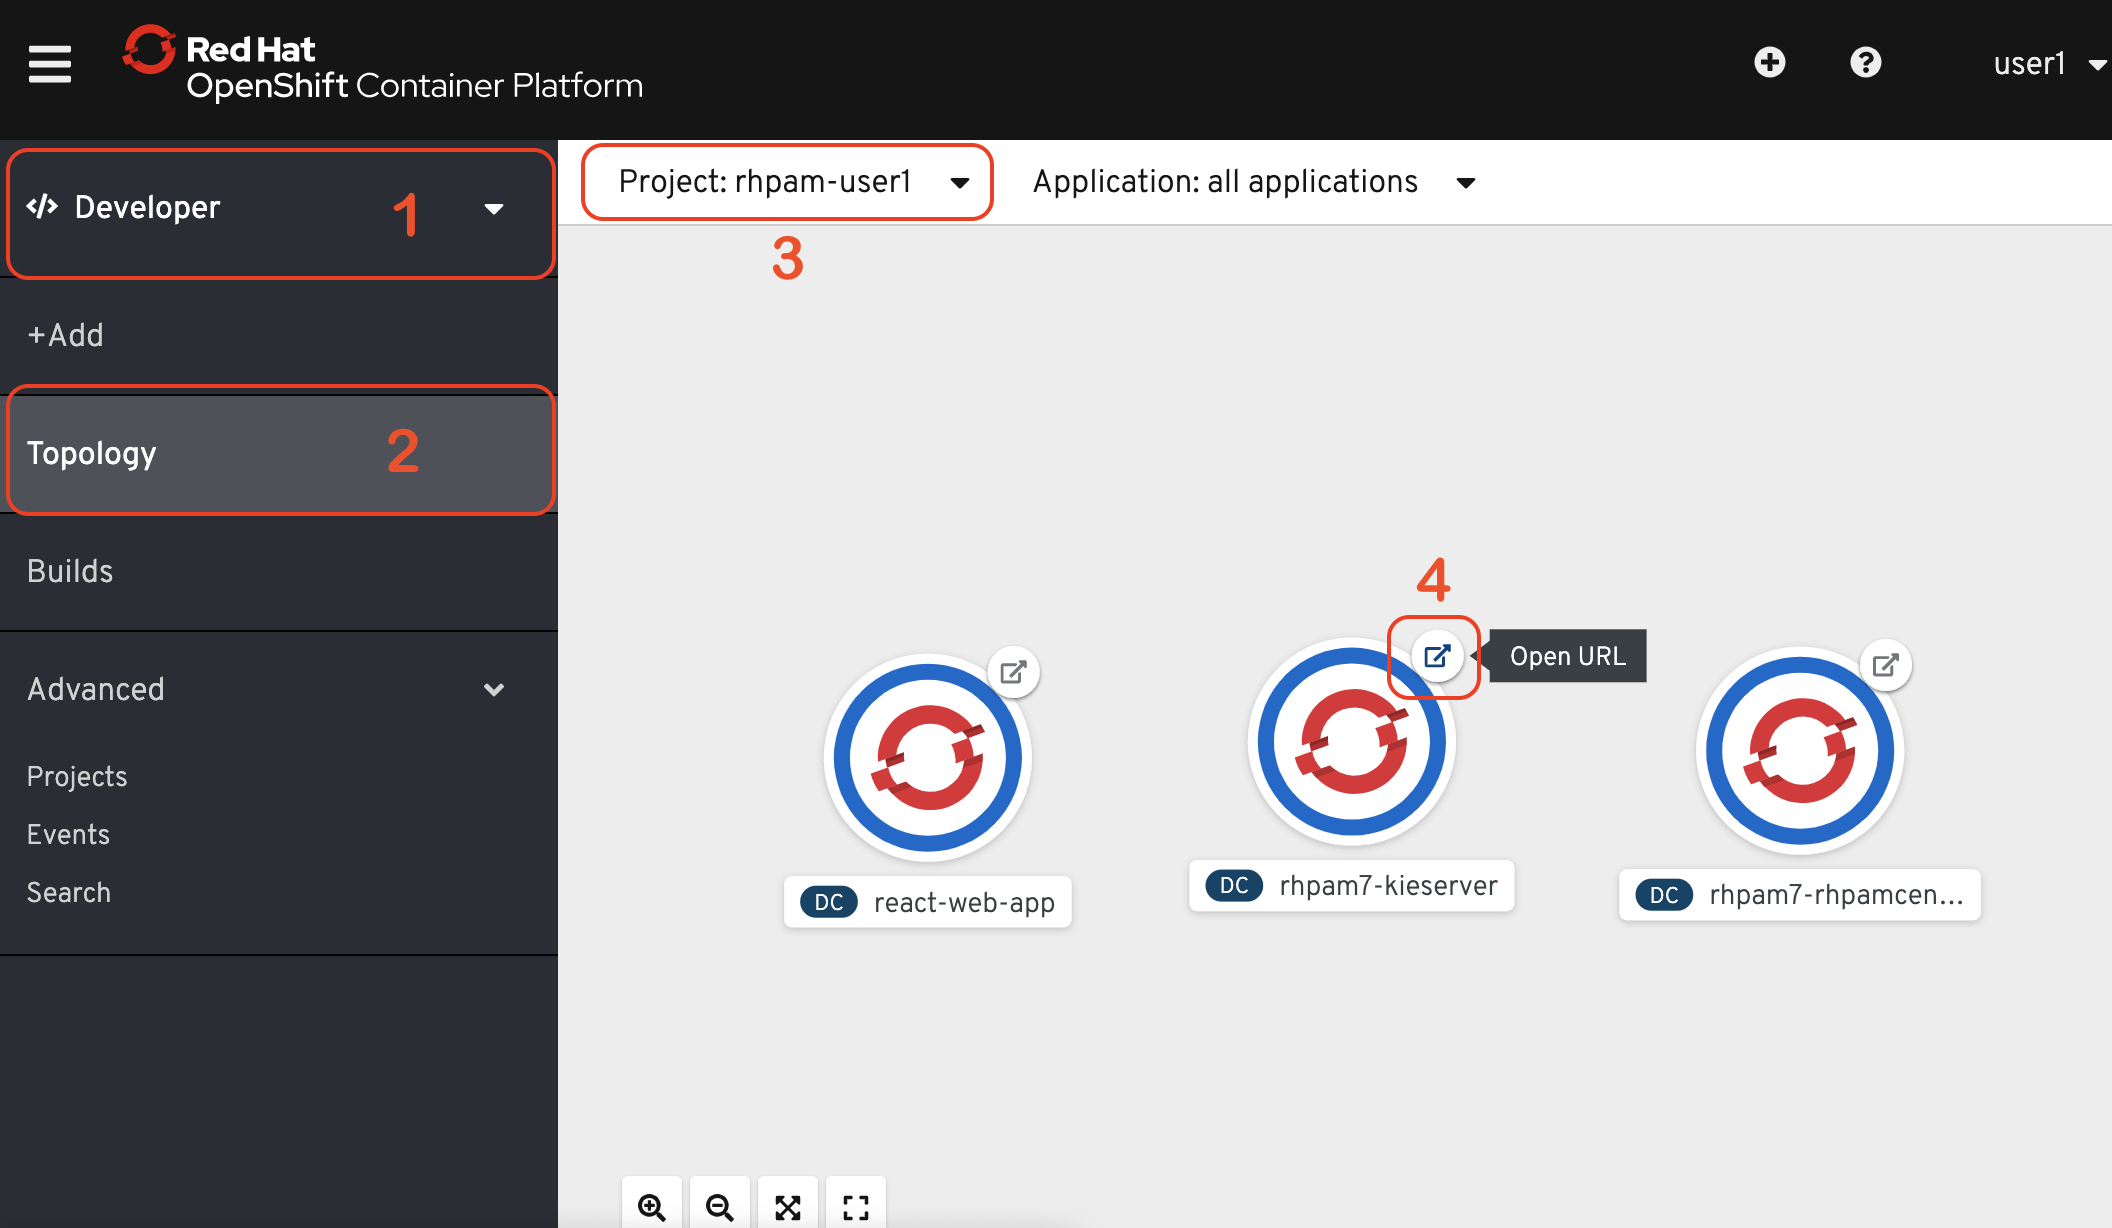 Red Hat
OpenShift Container Platform
user1
Developer
1
+Add
Topology
2
Builds
Advanced
Projects
Events
Search
Project: rhpam-user1
Application: all applications
3
4
Open URL
DC react-web-app
DC rhpam7-kieserver
DC rhpam7-rhpamcen...